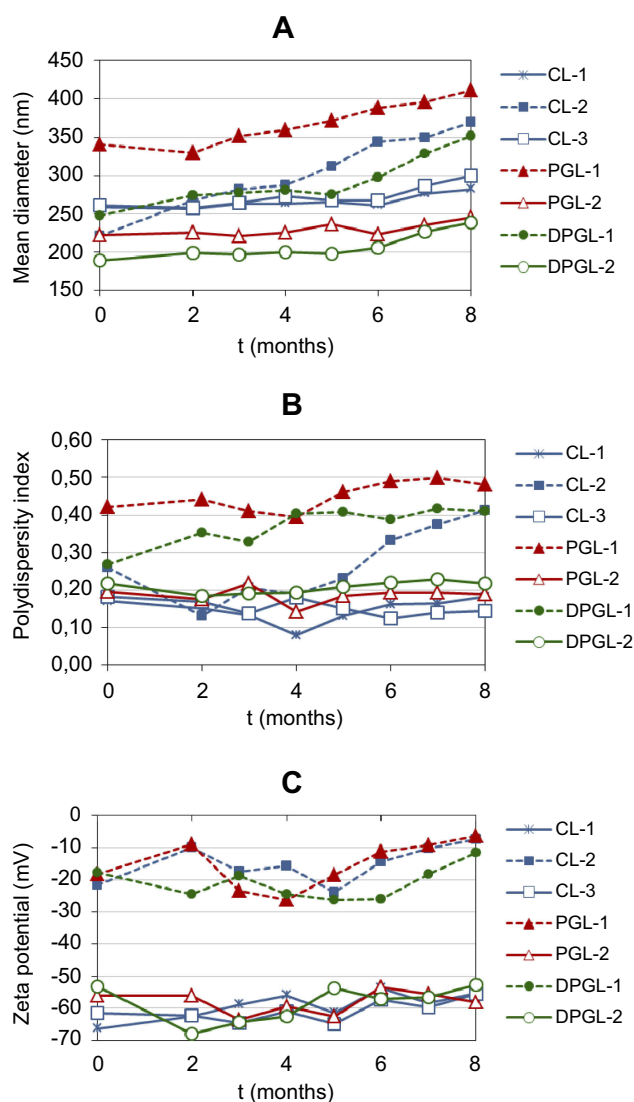 A
Mean diameter (nm)
450
400
350
300
250
200
150
0 2 4 6 8
t (months)
CL-1
CL-2
CL-3
PGL-1
PGL-2
DPGL-1
DPGL-2
B
Polydispersity index
0,60
0,50
0,40
0,30
0,20
0,10
0,00
0 2 4 6 8
t (months)
CL-1
CL-2
CL-3
PGL-1
PGL-2
DPGL-1
DPGL-2
C
Zeta potential (mV)
0
-10
-20
-30
-40
-50
-60
-70
0 2 4 6 8
t (months)
CL-1
CL-2
CL-3
PGL-1
PGL-2
DPGL-1
DPGL-2